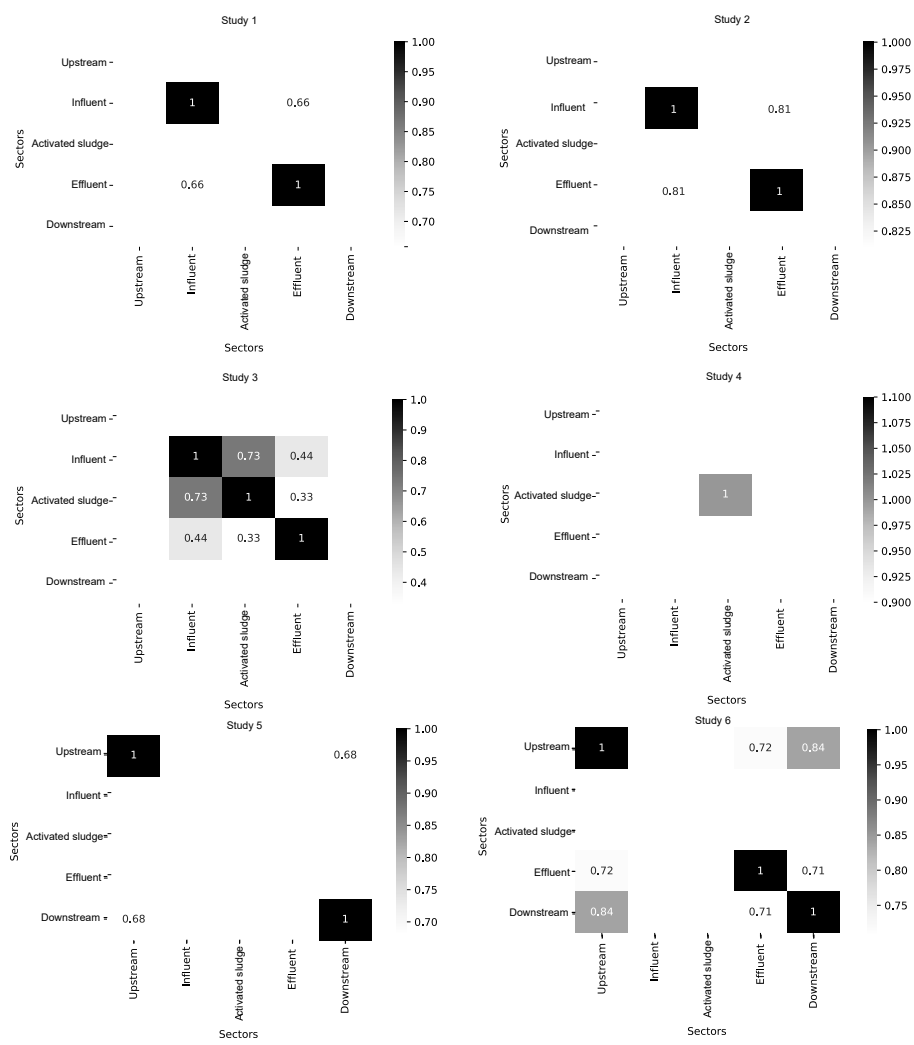 Study 1
Sectors
Upstream
Influent
Activated sludge
Effluent
Downstream
1
0.66
0.66
1
1.00
0.95
0.90
0.85
0.80
0.75
0.70
Upstream
Influent
Activated sludge
Effluent
Downstream
Sectors
Study 2
Sectors
Upstream
Influent
Activated sludge
Effluent
Downstream
1
0.81
0.81
1
1.000
0.975
0.950
0.925
0.900
0.875
0.850
0.825
Upstream
Influent
Activated sludge
Effluent
Downstream
Sectors
Study 3
Sectors
Upstream
Influent
Activated sludge
Effluent
Downstream
1 0.73 0.44
0.73 1 0.33
0.44 0.33 1
1.0
0.9
0.8
0.7
0.6
0.5
0.4
Upstream
Influent
Activated sludge
Effluent
Downstream
Sectors
Study 4
Sectors
Upstream
Influent
Activated sludge
Effluent
Downstream
1
1.100
1.075
1.050
1.025
1.000
0.975
0.950
0.925
0.900
Upstream
Influent
Activated sludge
Effluent
Downstream
Sectors
Study 5
Sectors
Upstream
Influent
Activated sludge
Effluent
Downstream
1 0.68
0.68 1
1.00
0.95
0.90
0.85
0.80
0.75
0.70
Upstream
Influent
Activated sludge
Effluent
Downstream
Sectors
Study 6
Sectors
Upstream
Influent
Activated sludge
Effluent
Downstream
1 0.72 0.84
0.72 1 0.71
0.84 0.71 1
1.00
0.95
0.90
0.85
0.80
0.75
Upstream
Influent
Activated sludge
Effluent
Downstream
Sectors